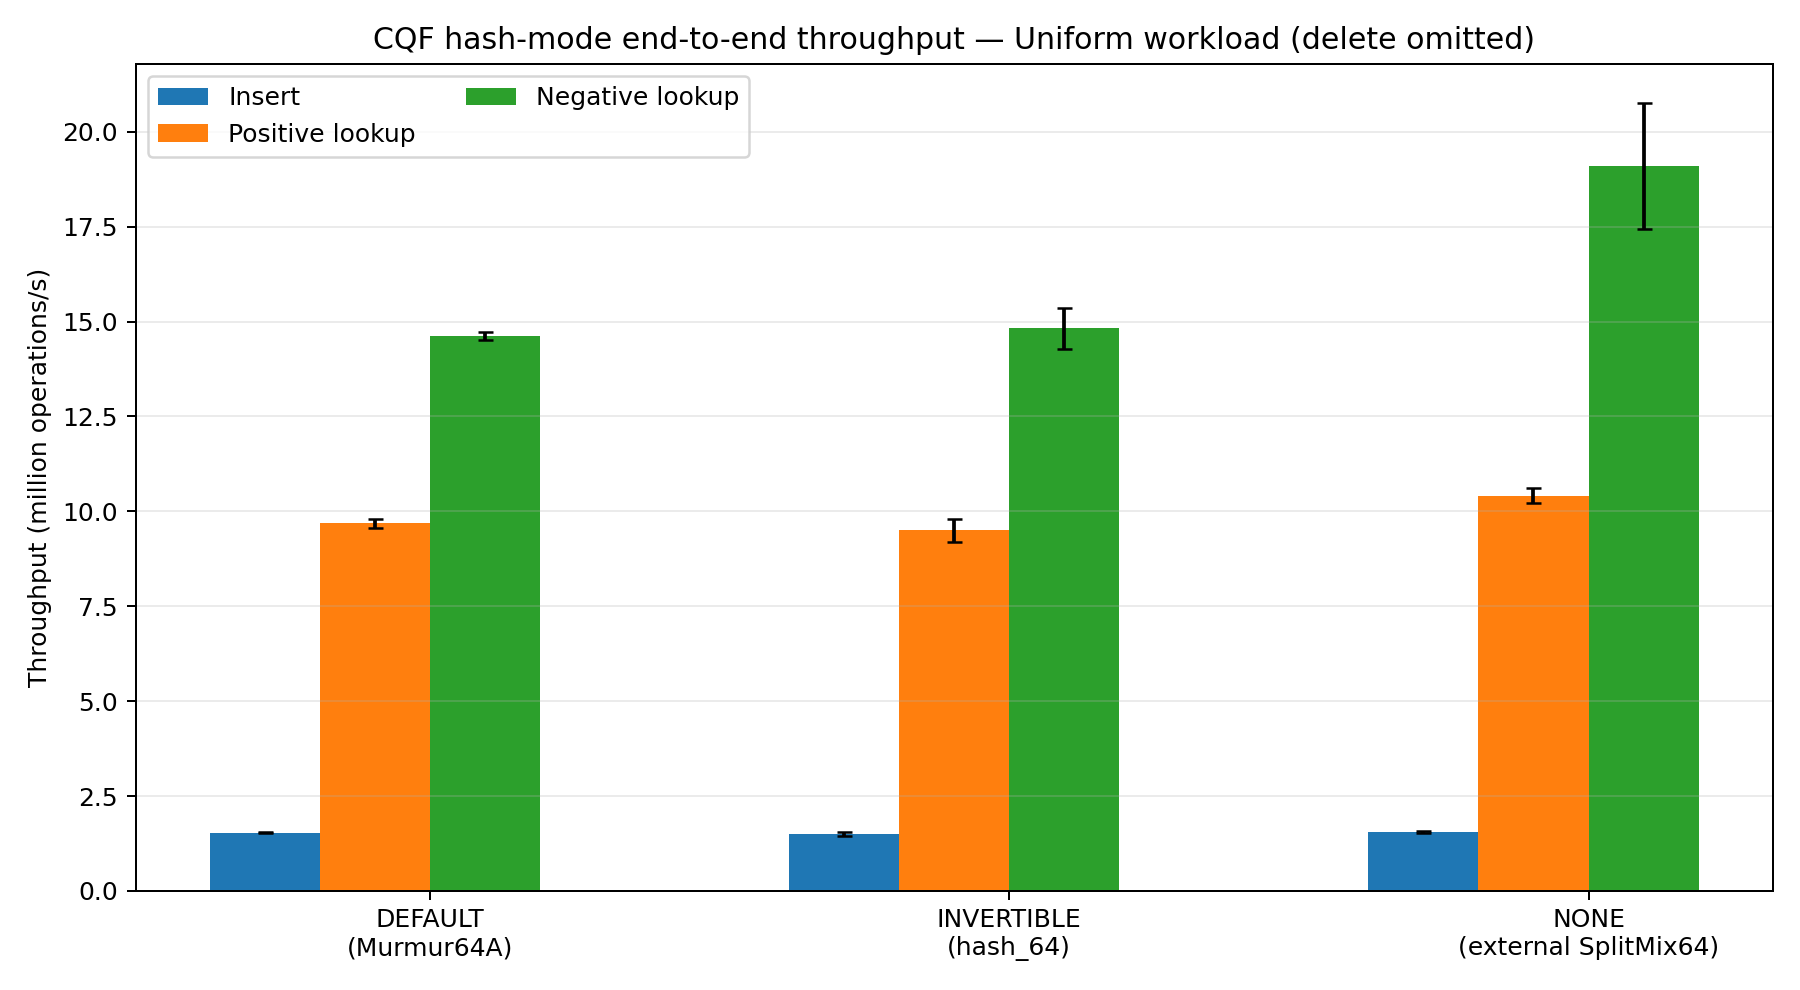 CQF hash-mode end-to-end throughput — Uniform workload (delete omitted)
Insert
Positive lookup
Negative lookup
Throughput (million operations/s)
20.0
17.5
15.0
12.5
10.0
7.5
5.0
2.5
0.0
DEFAULT
(Murmur64A)
INVERTIBLE
(hash_64)
NONE
(external SplitMix64)